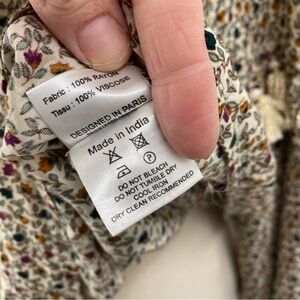 Fabric : 100% RAYON
Tissu : 100% VISCOSE
DESIGNED IN PARIS
Made in India
P
DO NOT BLEACH
DO NOT TUMBLE DRY
COOL IRON
DRY CLEAN RECOMMENDED